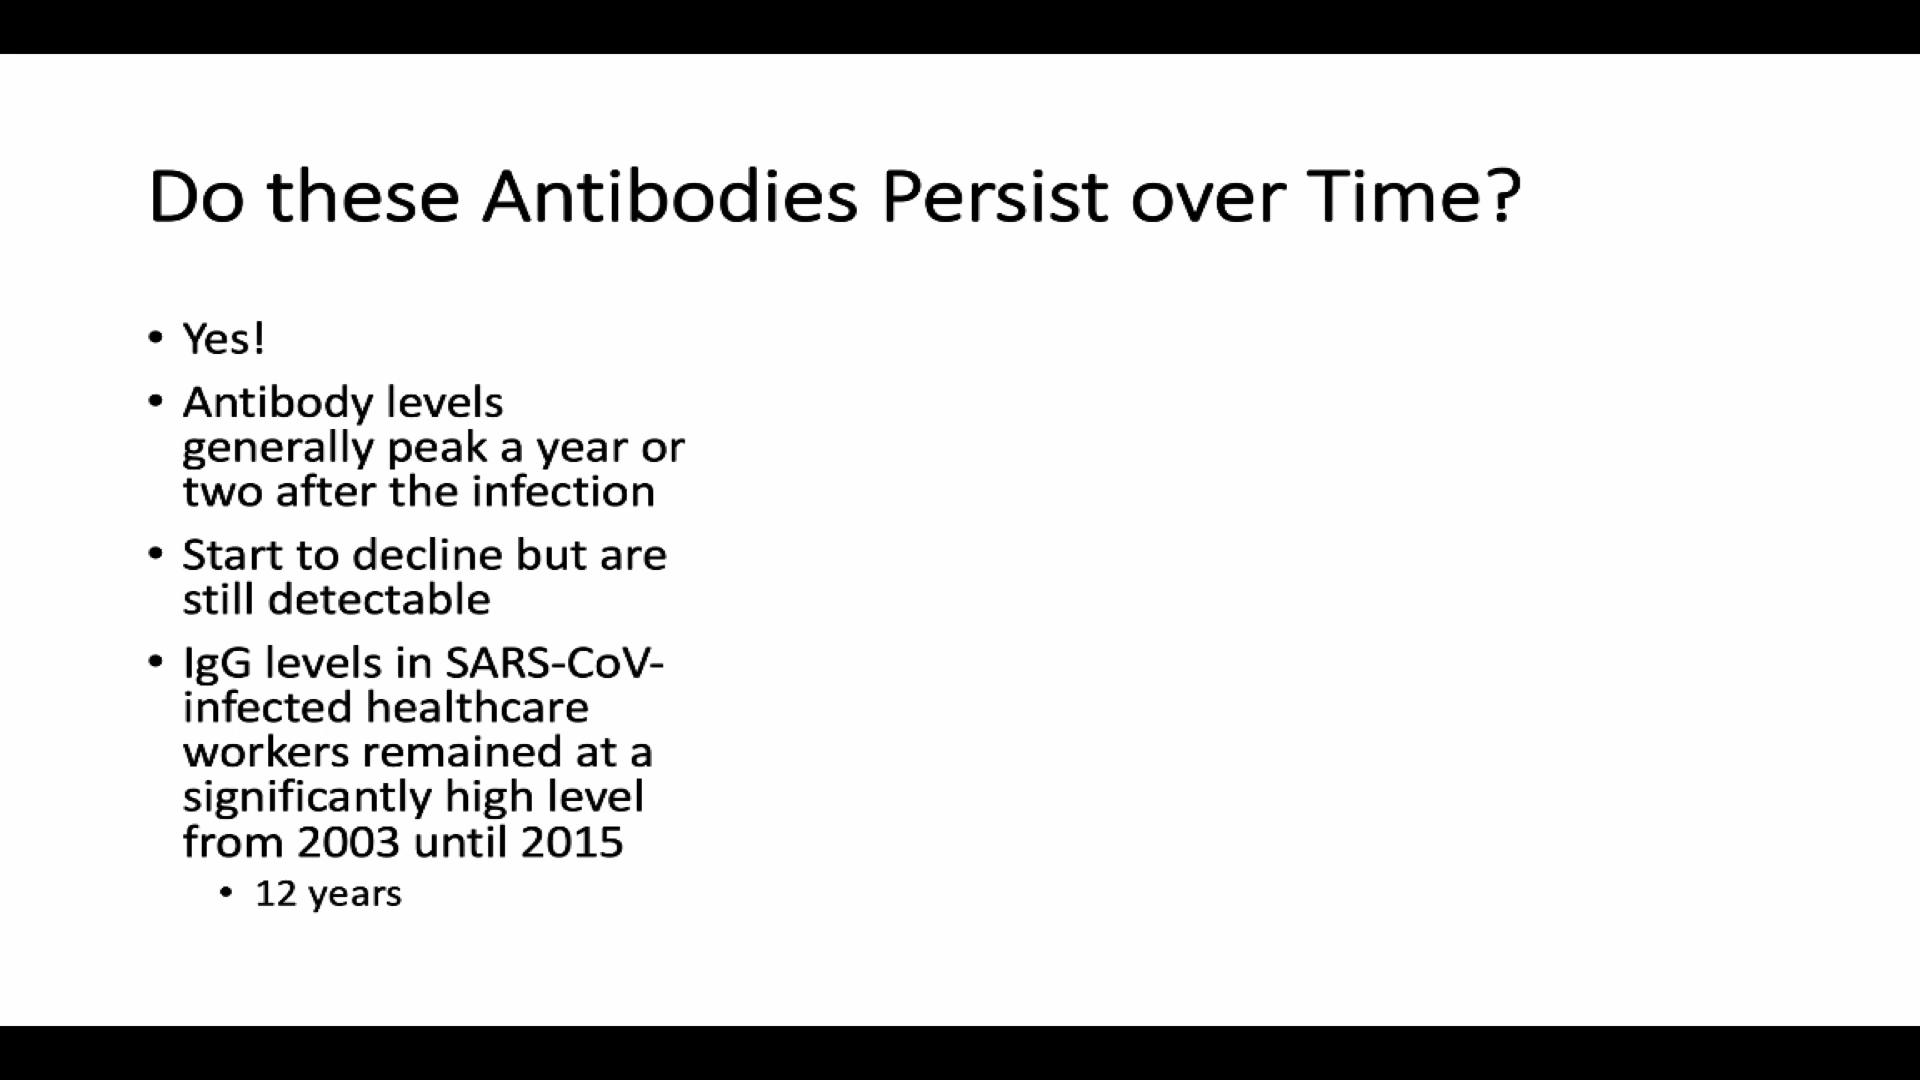 Do these Antibodies Persist over Time?
• Yes!
• Antibody levels
generally peak a year or
two after the infection
• Start to decline but are
still detectable
• IgG levels in SARS-CoV-
infected healthcare
workers remained at a
significantly high level
from 2003 until 2015
• 12 years